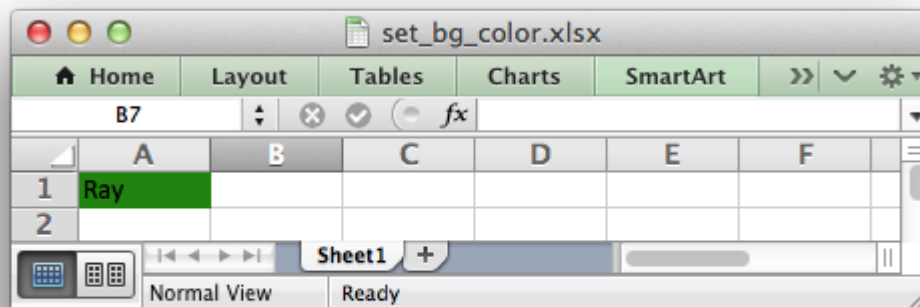 set_bg_color.xlsx
Home Layout Tables Charts SmartArt
B7 fx
A B C D E F
1 Ray
2
Sheet1 +
Normal View Ready